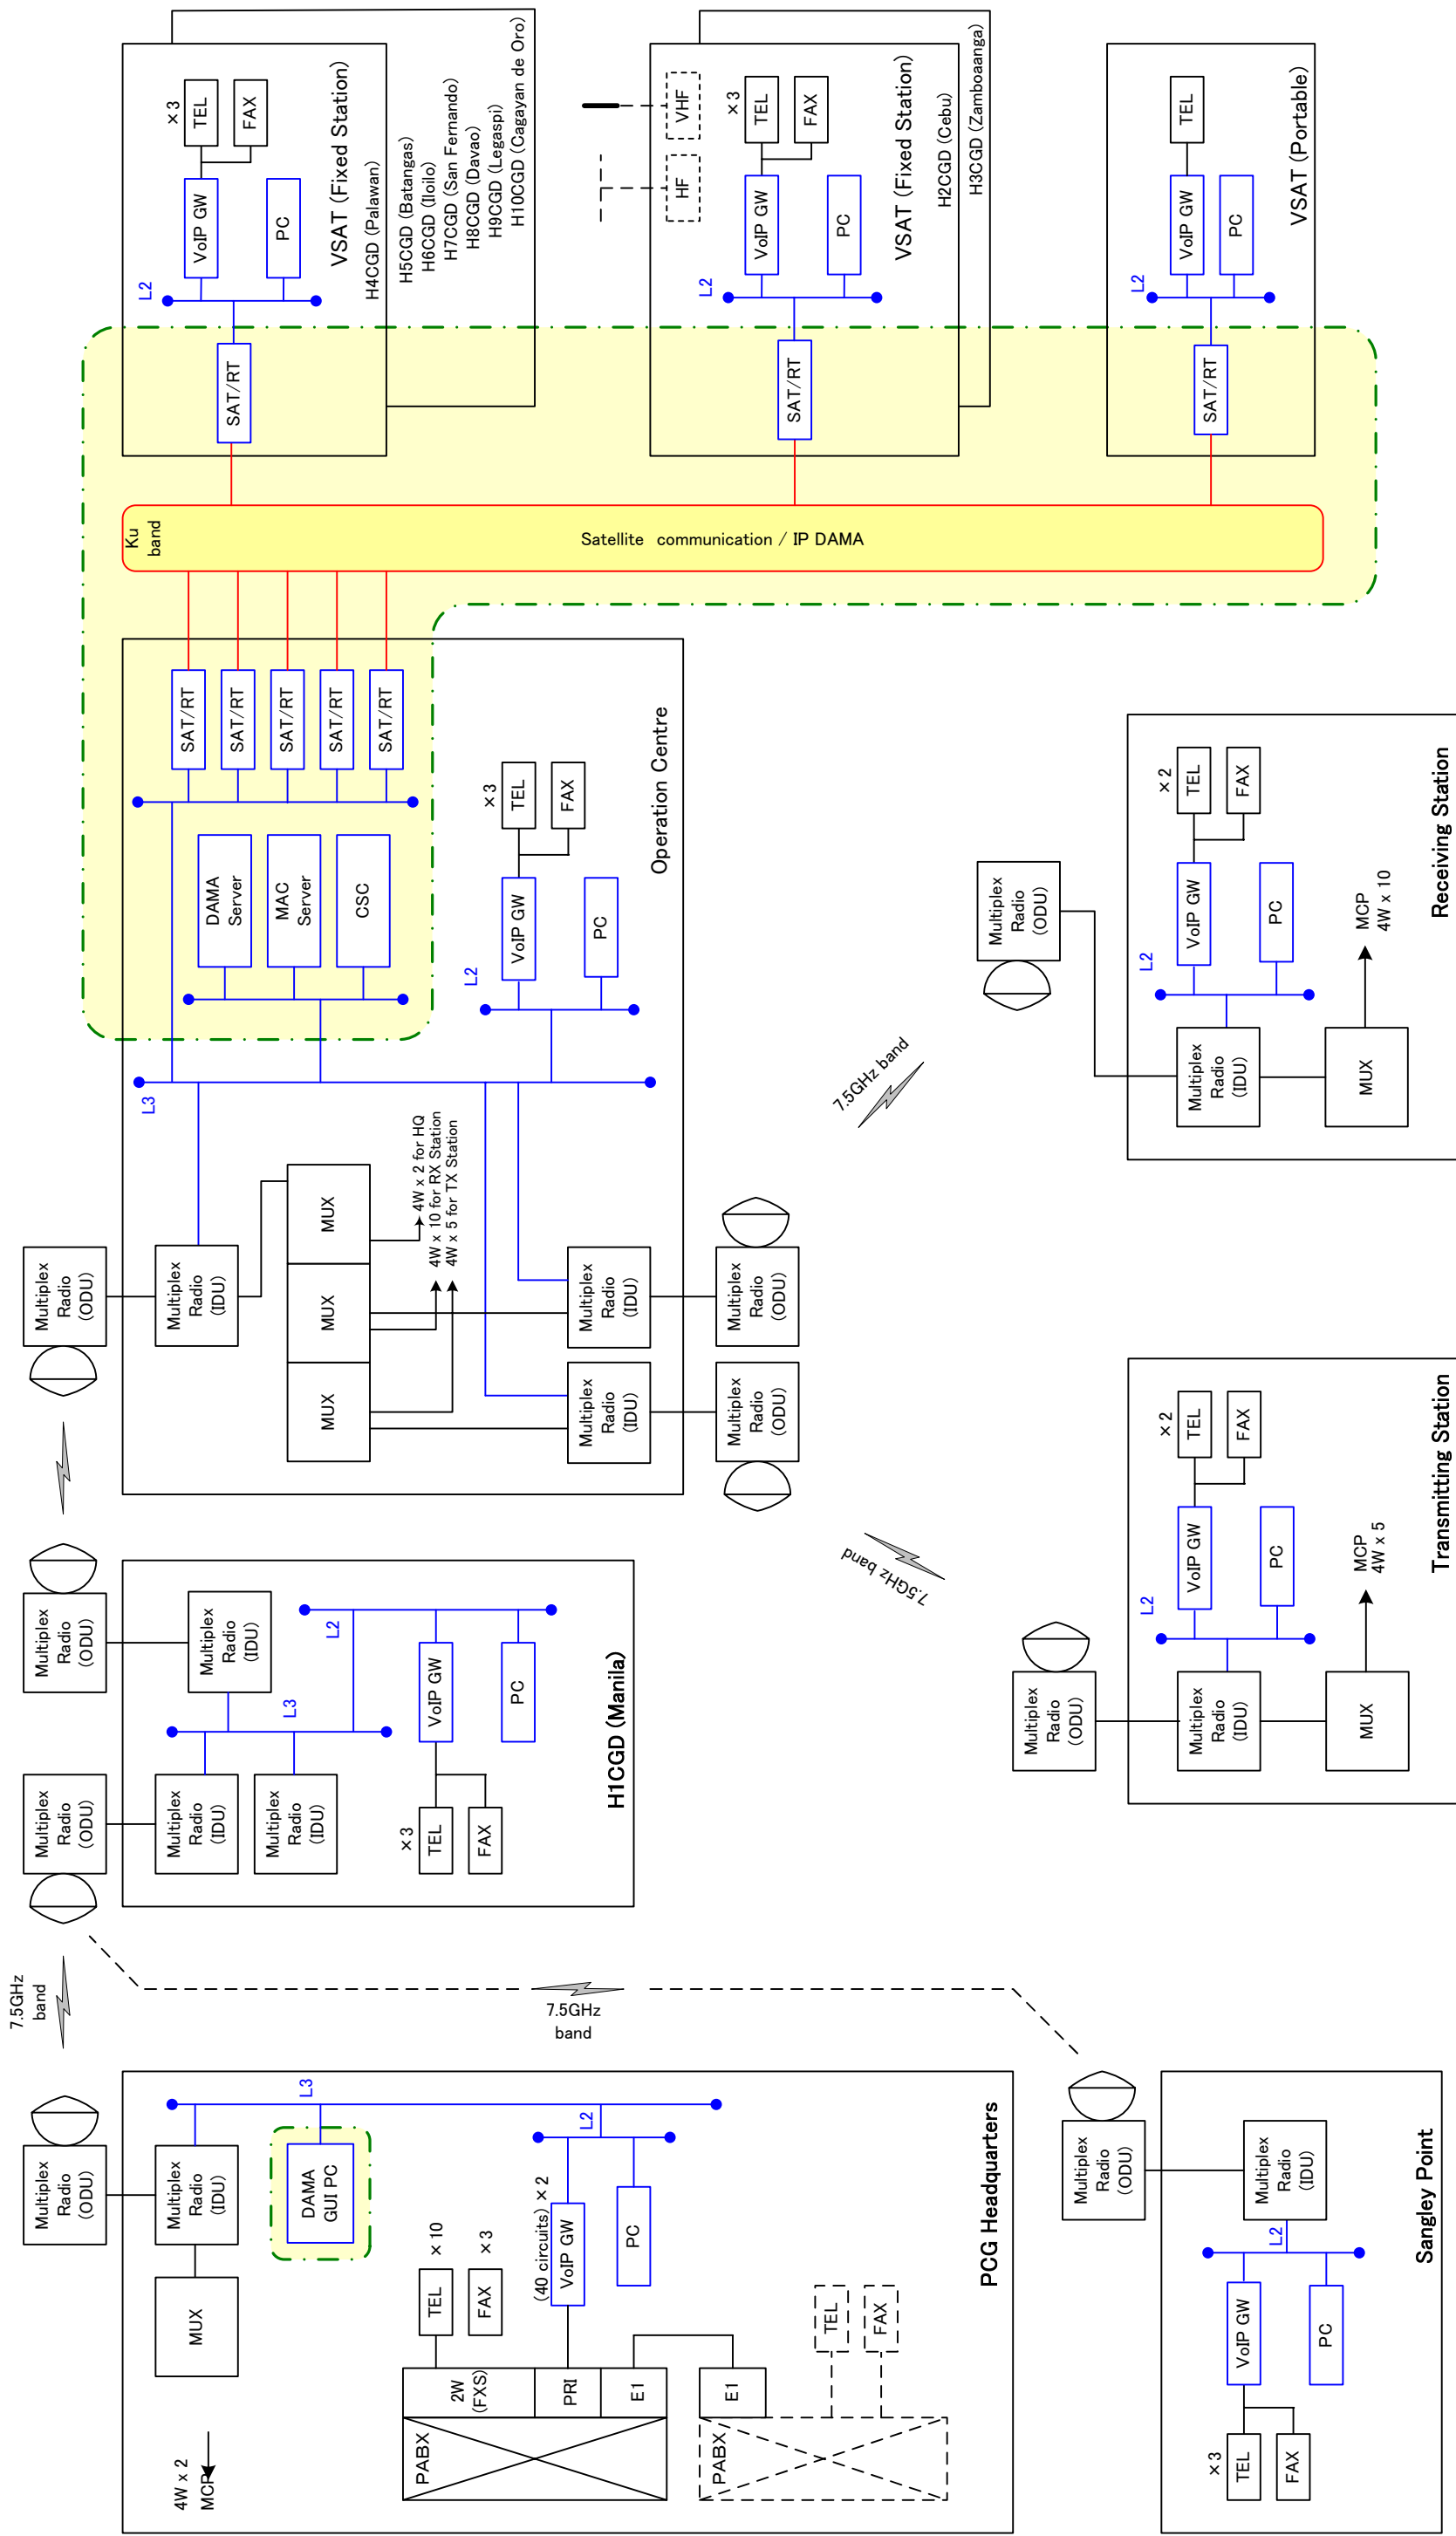 Multiplex
Radio
(ODU)
7.5GHz
band
Multiplex
Radio
(ODU)
Multiplex
Radio
(ODU)
Multiplex
Radio
(ODU)
4W x 2
MCP
MUX
Multiplex
Radio
(IDU)
DAMA
GUI PC
L3
L2
TEL
× 10
FAX
× 3
(40 circuits) × 2
VoIP GW
PC
PABX
2W
(FXS)
PRI
E1
PABX
E1
TEL
FAX
PCG Headquarters
7.5GHz
band
Multiplex
Radio
(IDU)
Multiplex
Radio
(IDU)
Multiplex
Radio
(IDU)
L3
L2
×3
TEL
FAX
VoIP GW
PC
H1CGD (Manila)
Multiplex
Radio
(IDU)
L3
MUX
MUX
MUX
4W x 2 for HQ
4W x 10 for RX Station
4W x 5 for TX Station
Multiplex
Radio
(IDU)
Multiplex
Radio
(IDU)
Multiplex
Radio
(ODU)
Multiplex
Radio
(ODU)
DAMA
Server
MAC
Server
CSC
SAT/RT
SAT/RT
SAT/RT
SAT/RT
SAT/RT
L2
VoIP GW
PC
×3
TEL
FAX
Operation Centre
Ku
band
Satellite communication / IP DAMA
SAT/RT
L2
VoIP GW
PC
×3
TEL
FAX
VSAT (Fixed Station)
H4CGD (Palawan)
H5CGD (Batangas)
H6CGD (Iloilo)
H7CGD (San Fernando)
H8CGD (Davao)
H9CGD (Legaspi)
H10CGD (Cagayan de Oro)
HF
VHF
SAT/RT
L2
VoIP GW
PC
×3
TEL
FAX
VSAT (Fixed Station)
H2CGD (Cebu)
H3CGD (Zamboaanga)
SAT/RT
L2
VoIP GW
PC
TEL
VSAT (Portable)
7.5GHz band
7.5GHz band
Multiplex
Radio
(ODU)
Multiplex
Radio
(IDU)
L2
VoIP GW
PC
×3
TEL
FAX
Sangley Point
Multiplex
Radio
(ODU)
Multiplex
Radio
(IDU)
MUX
L2
VoIP GW
PC
×2
TEL
FAX
MCP
4W x 5
Transmitting Station
Multiplex
Radio
(ODU)
Multiplex
Radio
(IDU)
MUX
L2
VoIP GW
PC
×2
TEL
FAX
MCP
4W x 10
Receiving Station